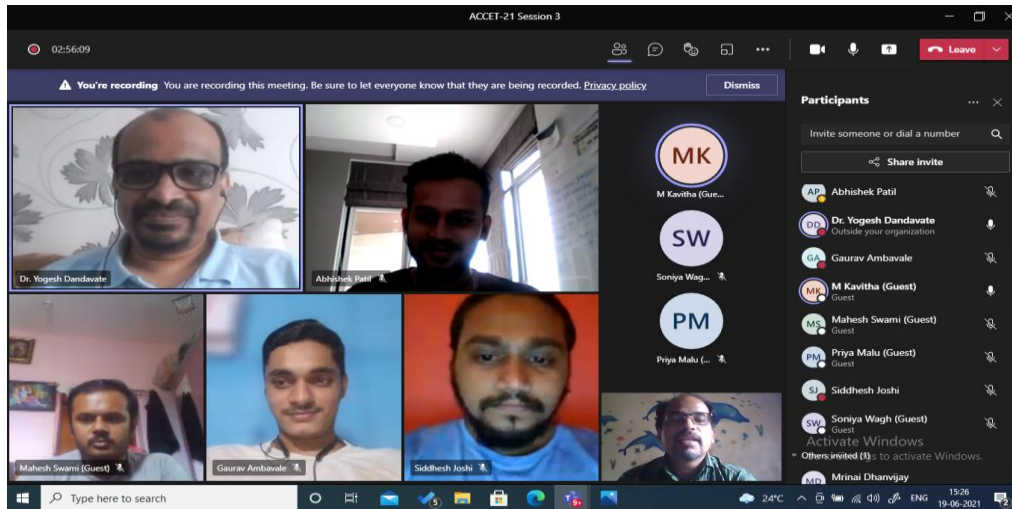 ACCET-21 Session 3
02:56:09
Leave
You're recording You are recording this meeting. Be sure to let everyone know that they are being recorded. Privacy policy
Dismiss
Dr. Yogesh Dandavate
Abhishek Patil
MK
M Kavitha (Gue...
SW
Soniya Wag...
PM
Priya Malu (...
Mahesh Swami (Guest)
Gaurav Ambavale
Siddhesh Joshi
Participants
Invite someone or dial a number
Share invite
AP Abhishek Patil
DD Dr. Yogesh Dandavate
Outside your organization
GA Gaurav Ambavale
MK M Kavitha (Guest)
Guest
MS Mahesh Swami (Guest)
Guest
PM Priya Malu (Guest)
Guest
SJ Siddhesh Joshi
SW Soniya Wagh (Guest)
Guest
Activate Windows
Others invited (1)
to activate Windows.
MD Mrinai Dhanvijay
Type here to search
5
9+
24°C
ENG
15:26
19-06-2021
2